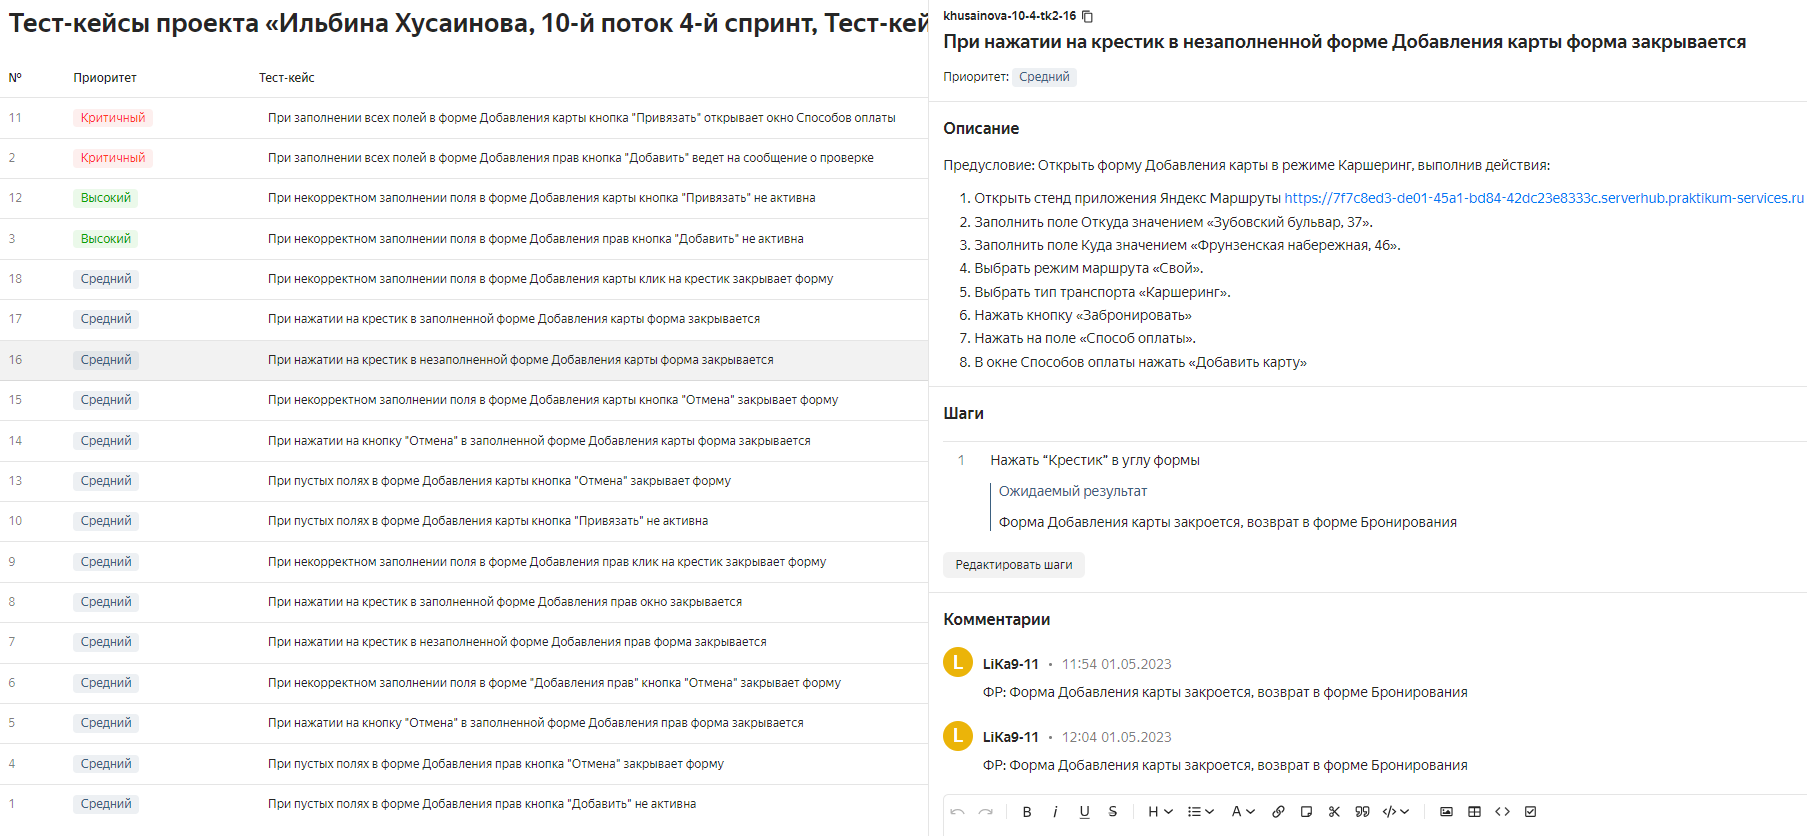 Тест-кейсы проекта «Ильбина Хусаинова, 10-й поток 4-й спринт, Тест-кей
№ Приоритет Тест-кейс
11 Критичный При заполнении всех полей в форме Добавления карты кнопка "Привязать" открывает окно Способов оплаты
2 Критичный При заполнении всех полей в форме Добавления прав кнопка "Добавить" ведет на сообщение о проверке
12 Высокий При некорректном заполнении поля в форме Добавления карты кнопка "Привязать" не активна
3 Высокий При некорректном заполнении поля в форме Добавления прав кнопка "Добавить" не активна
18 Средний При некорректном заполнении поля в форме Добавления карты клик на крестик закрывает форму
17 Средний При нажатии на крестик в заполненной форме Добавления карты форма закрывается
16 Средний При нажатии на крестик в незаполненной форме Добавления карты форма закрывается
15 Средний При некорректном заполнении поля в форме Добавления карты кнопка "Отмена" закрывает форму
14 Средний При нажатии на кнопку "Отмена" в заполненной форме Добавления карты форма закрывается
13 Средний При пустых полях в форме Добавления карты кнопка "Отмена" закрывает форму
10 Средний При пустых полях в форме Добавления карты кнопка "Привязать" не активна
9 Средний При некорректном заполнении поля в форме Добавления прав клик на крестик закрывает форму
8 Средний При нажатии на крестик в заполненной форме Добавления прав окно закрывается
7 Средний При нажатии на крестик в незаполненной форме Добавления прав форма закрывается
6 Средний При некорректном заполнении поля в форме "Добавления прав" кнопка "Отмена" закрывает форму
5 Средний При нажатии на кнопку "Отмена" в заполненной форме Добавления прав форма закрывается
4 Средний При пустых полях в форме Добавления прав кнопка "Отмена" закрывает форму
1 Средний При пустых полях в форме Добавления прав кнопка "Добавить" не активна
khusainova-10-4-tk2-16
При нажатии на крестик в незаполненной форме Добавления карты форма закрывается
Приоритет: Средний
Описание
Предусловие: Открыть форму Добавления карты в режиме Каршеринг, выполнив действия:
1. Открыть стенд приложения Яндекс Маршруты https://7f7c8ed3-de01-45a1-bd84-42dc23e8333c.serverhub.praktikum-services.ru
2. Заполнить поле Откуда значением «Зубовский бульвар, 37».
3. Заполнить поле Куда значением «Фрунзенская набережная, 46».
4. Выбрать режим маршрута «Свой».
5. Выбрать тип транспорта «Каршеринг».
6. Нажать кнопку «Забронировать»
7. Нажать на поле «Способ оплаты».
8. В окне Способов оплаты нажать «Добавить карту»
Шаги
1 Нажать “Крестик” в углу формы
Ожидаемый результат
Форма Добавления карты закроется, возврат в форме Бронирования
Редактировать шаги
Комментарии
L LiKa9-11 • 11:54 01.05.2023
ФР: Форма Добавления карты закроется, возврат в форме Бронирования
L LiKa9-11 • 12:04 01.05.2023
ФР: Форма Добавления карты закроется, возврат в форме Бронирования
B i U S H A